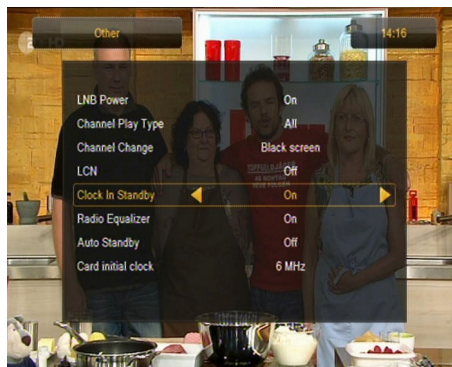 Other
14:16
LNB Power On
Channel Play Type All
Channel Change Black screen
LCN Off
Clock In Standby On
Radio Equalizer On
Auto Standby Off
Card initial clock 6 MHz
TOPFGELDJÄGER